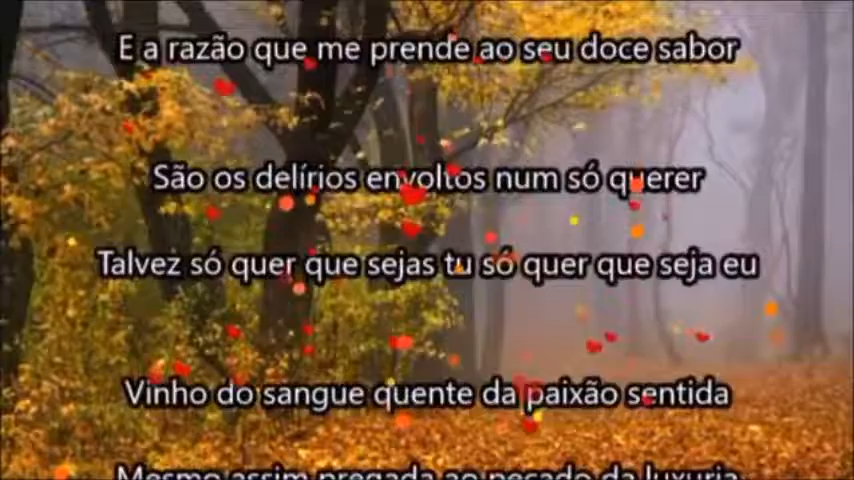 E a razão que me prende ao seu doce sabor
São os delírios envoltos num só querer
Talvez só quer que sejas tu só quer que seja eu
Vinho do sangue quente da paixão sentida
Mesmo assim pregada ao pecado da luxuria